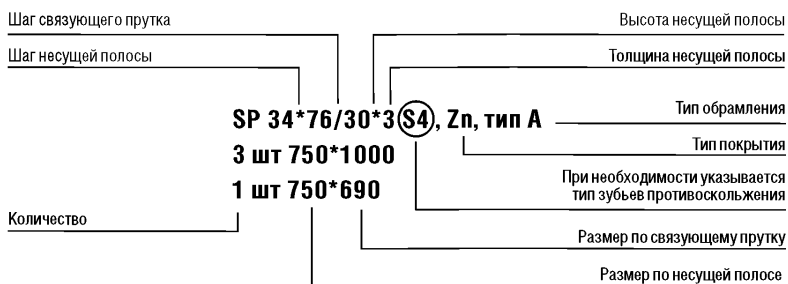 Шаг связующего прутка
Высота несущей полосы
Шаг несущей полосы
Толщина несущей полосы
SP 34*76/30*3 S4, Zn, тип А
Тип обрамления
3 шт 750*1000
Тип покрытия
1 шт 750*690
При необходимости указывается
тип зубьев противоскольжения
Количество
Размер по связующему прутку
Размер по несущей полосе